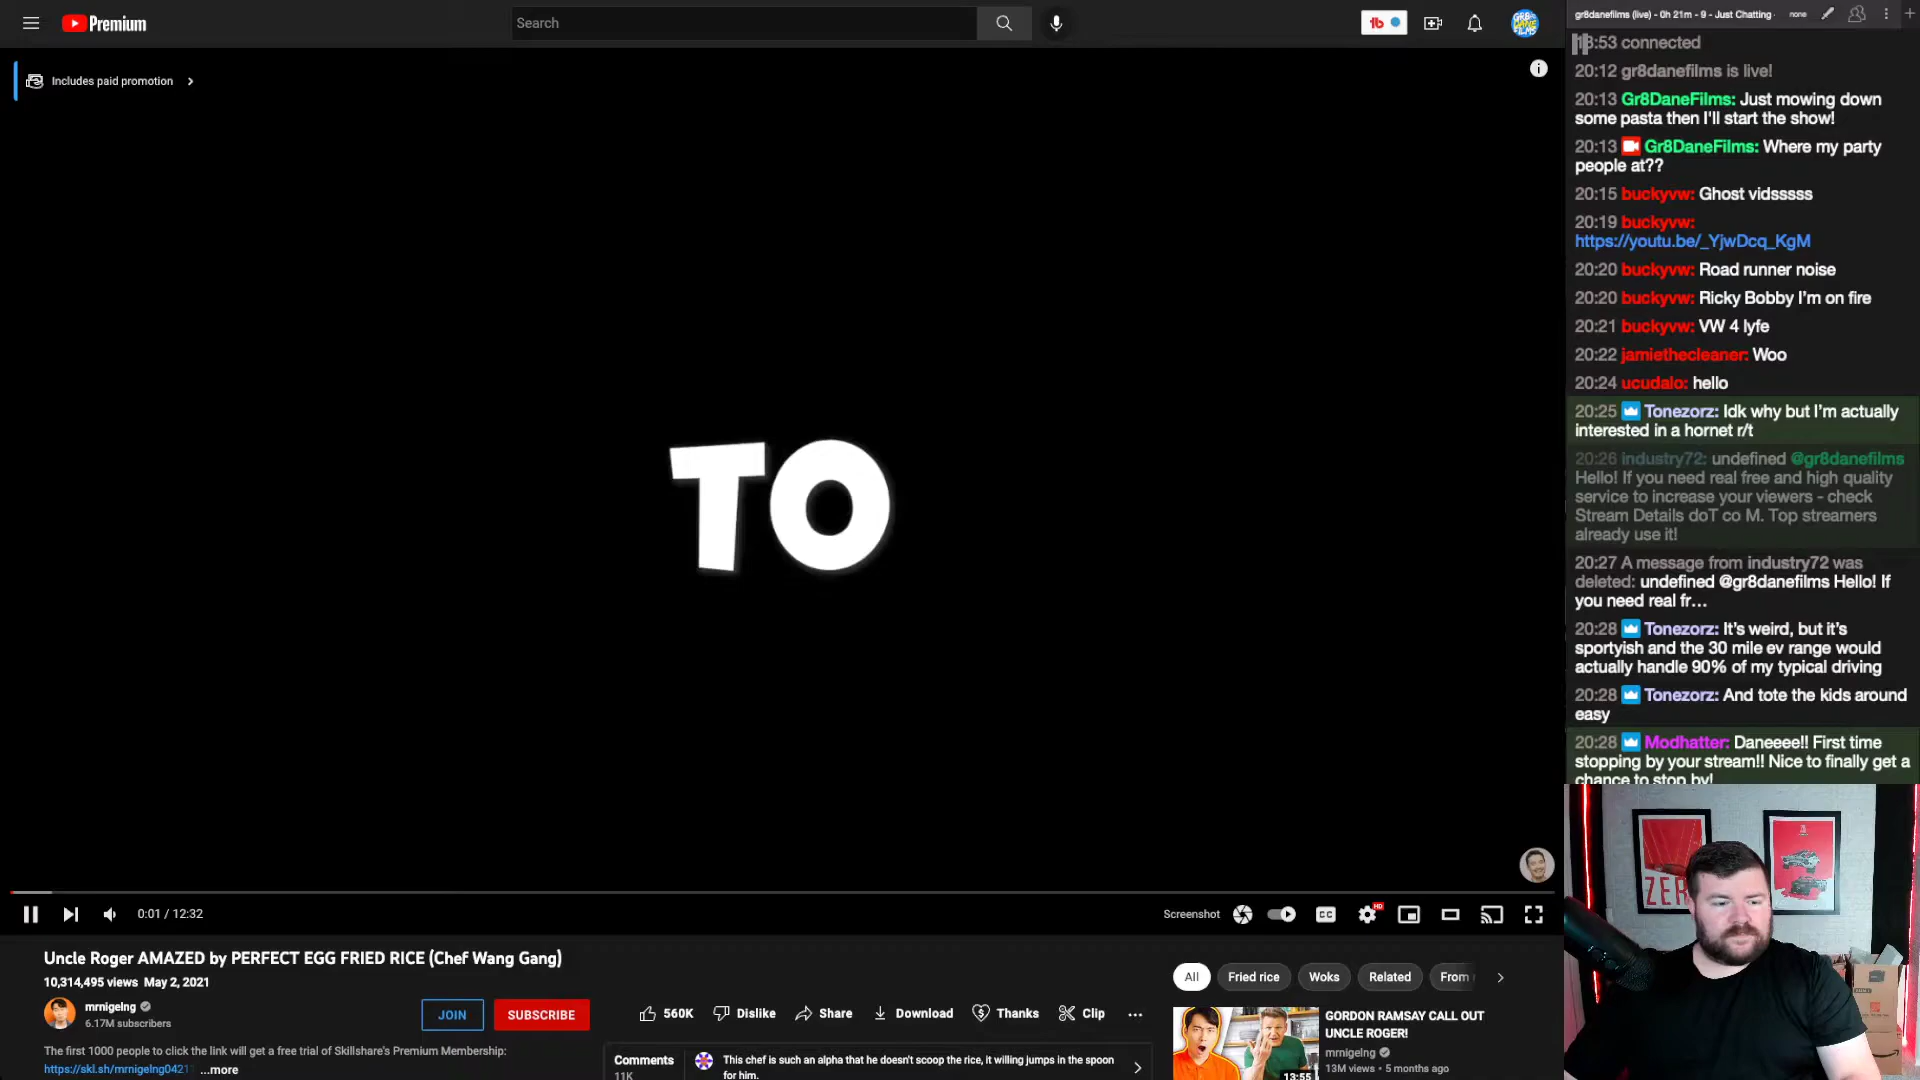 Premium
Search
Includes paid promotion
TO
0:01 / 12:32
Screenshot
CC
HD
Uncle Roger AMAZED by PERFECT EGG FRIED RICE (Chef Wang Gang)
10,314,495 views May 2, 2021
mrnigelng
6.17M subscribers
JOIN
SUBSCRIBE
560K
Dislike
Share
Download
Thanks
Clip
The first 1000 people to click the link will get a free trial of Skillshare's Premium Membership:
https://skl.sh/mrnigelng0421 ...more
Comments
11K
This chef is such an alpha that he doesn't scoop the rice, it willing jumps in the spoon
for him.
All
Fried rice
Woks
Related
From
GORDON RAMSAY CALL OUT
UNCLE ROGER!
mrnigelng
13M views • 5 months ago
13:55
gr8danefilms (live) - 0h 21m - 9 - Just Chatting
none
:53 connected
20:12 gr8danefilms is live!
20:13 Gr8DaneFilms: Just mowing down
some pasta then I'll start the show!
20:13 Gr8DaneFilms: Where my party
people at??
20:15 buckyvw: Ghost vidsssss
20:19 buckyvw:
https://youtu.be/_YjwDcq_KgM
20:20 buckyvw: Road runner noise
20:20 buckyvw: Ricky Bobby I'm on fire
20:21 buckyvw: VW 4 lyfe
20:22 jamiethecleaner: Woo
20:24 ucudalo: hello
20:25 Tonezorz: Idk why but I'm actually
interested in a hornet r/t
20:26 industry72: undefined @gr8danefilms
Hello! If you need real free and high quality
service to increase your viewers - check
Stream Details doT co M. Top streamers
already use it!
20:27 A message from industry72 was
deleted: undefined @gr8danefilms Hello! If
you need real fr...
20:28 Tonezorz: It's weird, but it's
sportyish and the 30 mile ev range would
actually handle 90% of my typical driving
20:28 Tonezorz: And tote the kids around
easy
20:28 Modhatter: Daneeee!! First time
stopping by your stream!! Nice to finally get a
chance to stop by!
ZER